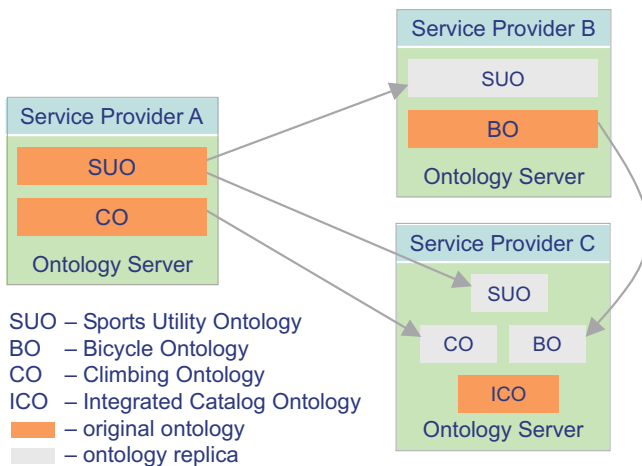 Service Provider A
SUO
CO
Ontology Server
Service Provider B
SUO
BO
Ontology Server
Service Provider C
SUO
CO
BO
ICO
Ontology Server
SUO – Sports Utility Ontology
BO – Bicycle Ontology
CO – Climbing Ontology
ICO – Integrated Catalog Ontology
– original ontology
– ontology replica